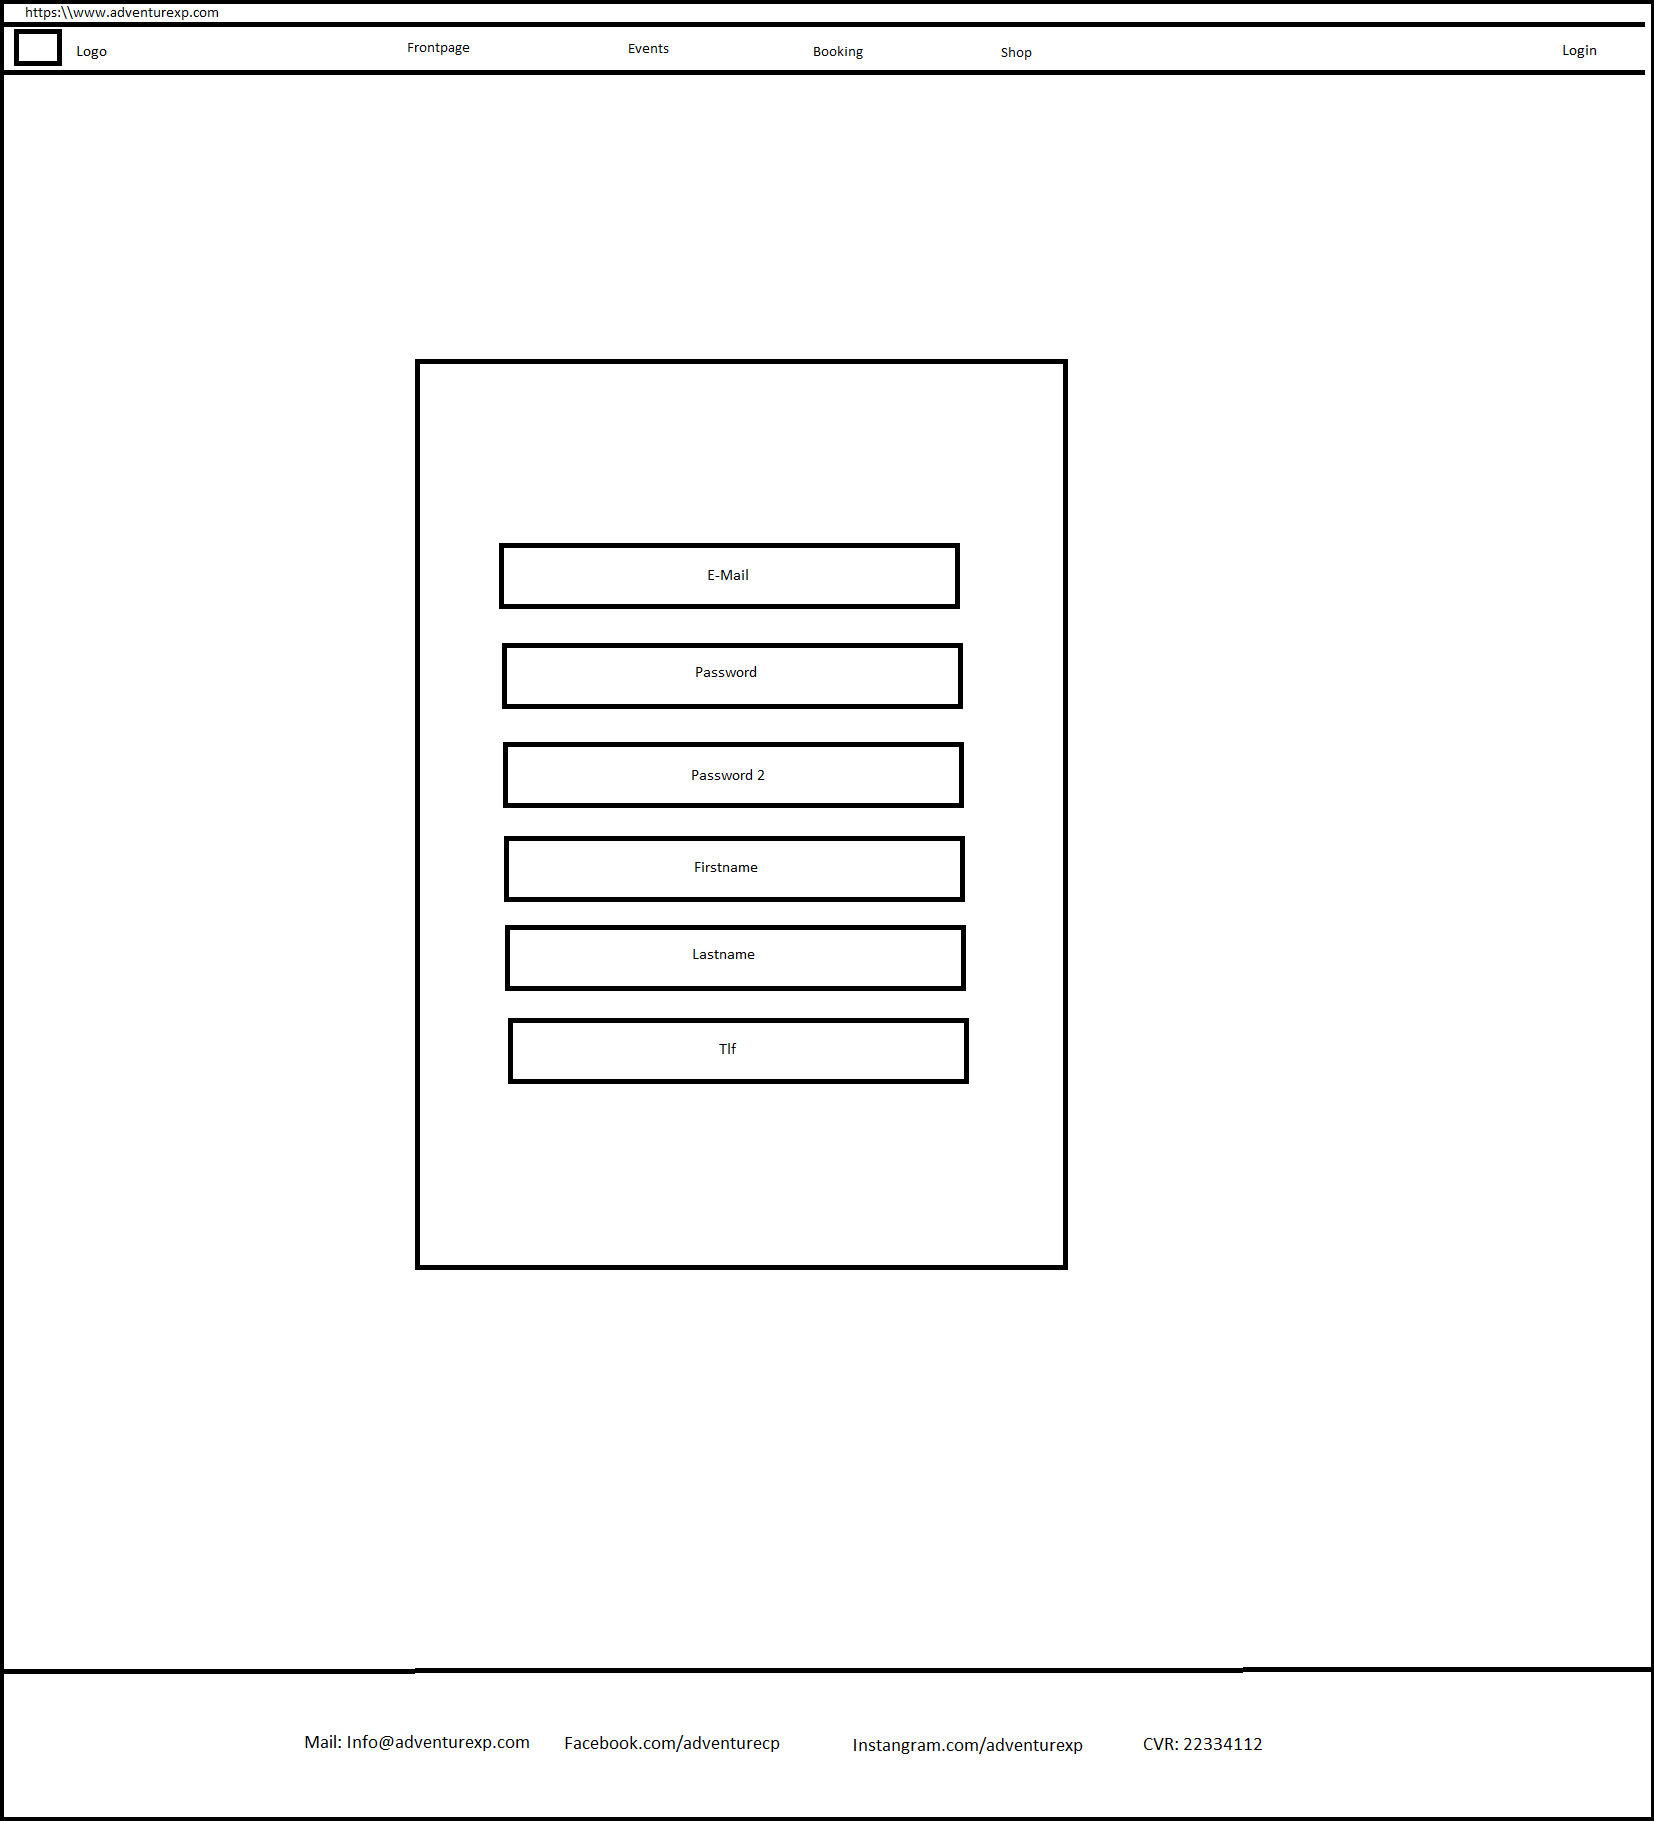 https:\\www.adventurexp.com
Logo
Frontpage
Events
Booking
Shop
Login
E-Mail
Password
Password 2
Firstname
Lastname
Tlf
Mail: Info@adventurexp.com
Facebook.com/adventurecp
Instangram.com/adventurexp
CVR: 22334112